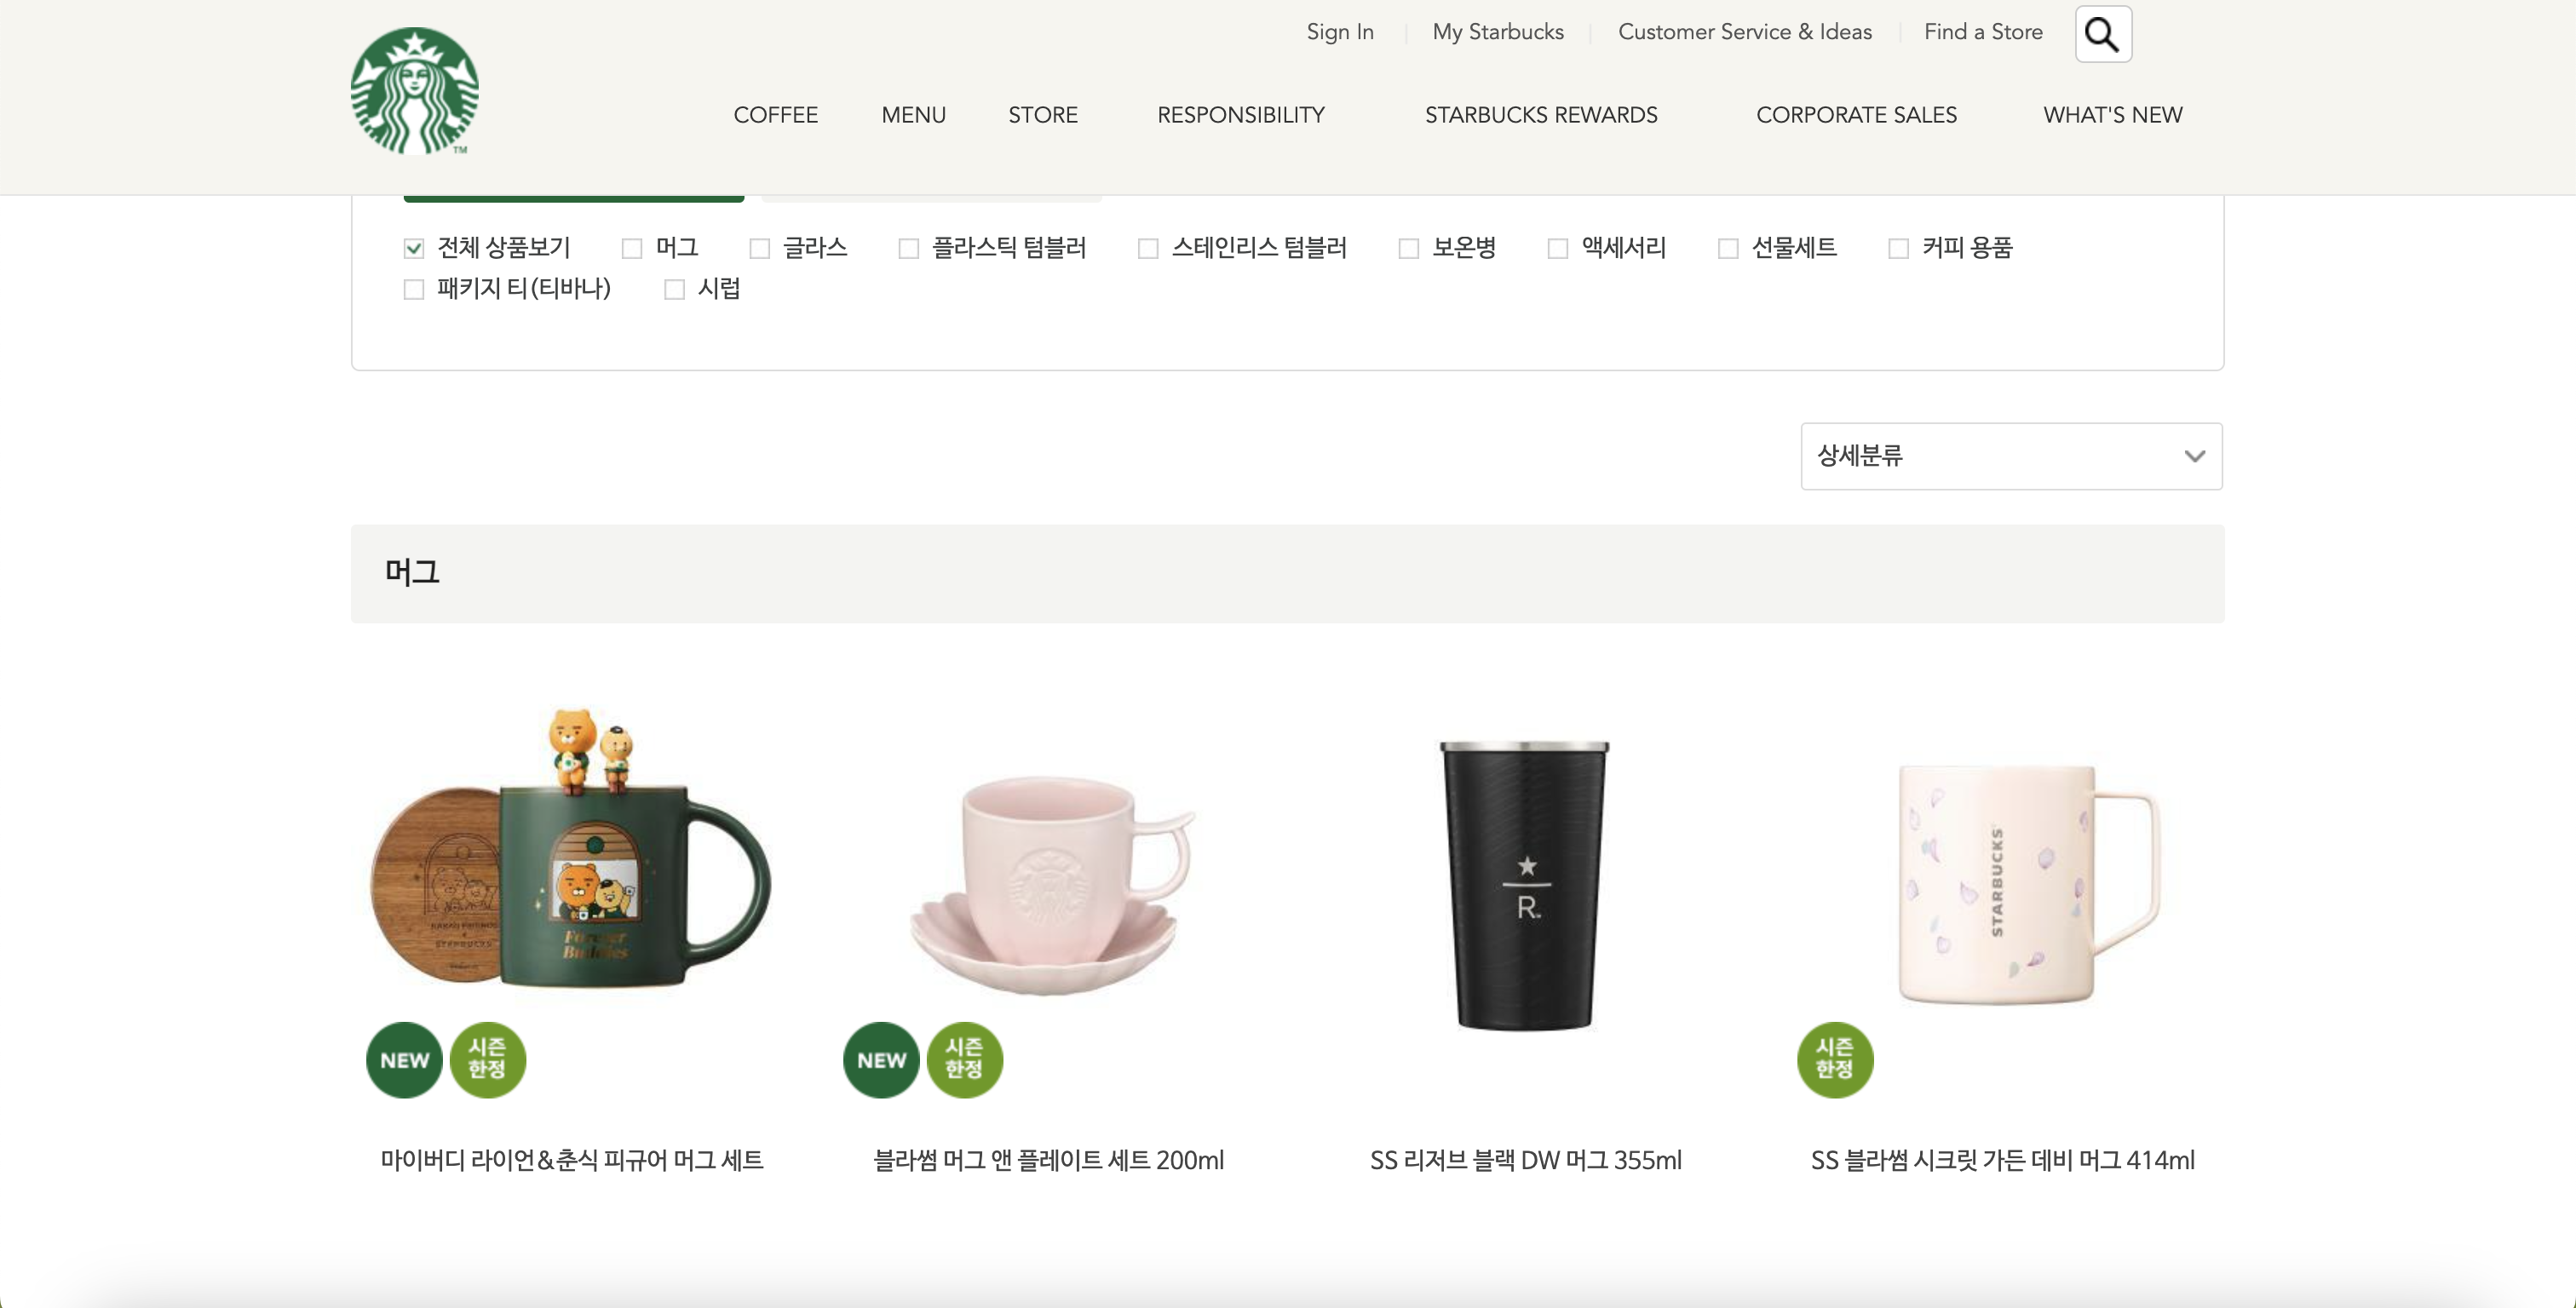 Sign In
My Starbucks
Customer Service & Ideas
Find a Store
TM
COFFEE
MENU
STORE
RESPONSIBILITY
STARBUCKS REWARDS
CORPORATE SALES
WHAT'S NEW
전체 상품보기
머그
글라스
플라스틱 텀블러
스테인리스 텀블러
보온병
액세서리
선물세트
커피 용품
패키지 티(티바나)
시럽
상세분류
머그
KAKAO FRIENDS
STARBUCKS
Forever
Buddies
R
STARBUCKS
NEW
시즌
한정
NEW
시즌
한정
시즌
한정
마이버디 라이언&춘식 피규어 머그 세트
블라썸 머그 앤 플레이트 세트 200ml
SS 리저브 블랙 DW 머그 355ml
SS 블라썸 시크릿 가든 데비 머그 414ml